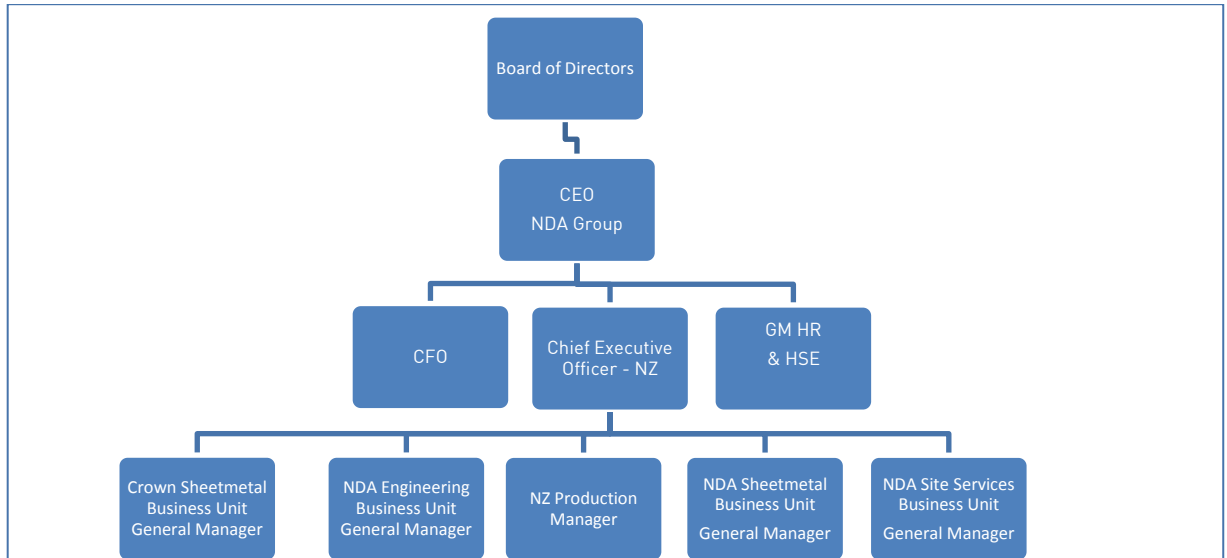 Board of Directors
CEO
NDA Group
CFO
Chief Executive
Officer - NZ
GM HR
& HSE
Crown Sheetmetal
Business Unit
General Manager
NDA Engineering
Business Unit
General Manager
NZ Production
Manager
NDA Sheetmetal
Business Unit
General Manager
NDA Site Services
Business Unit
General Manager